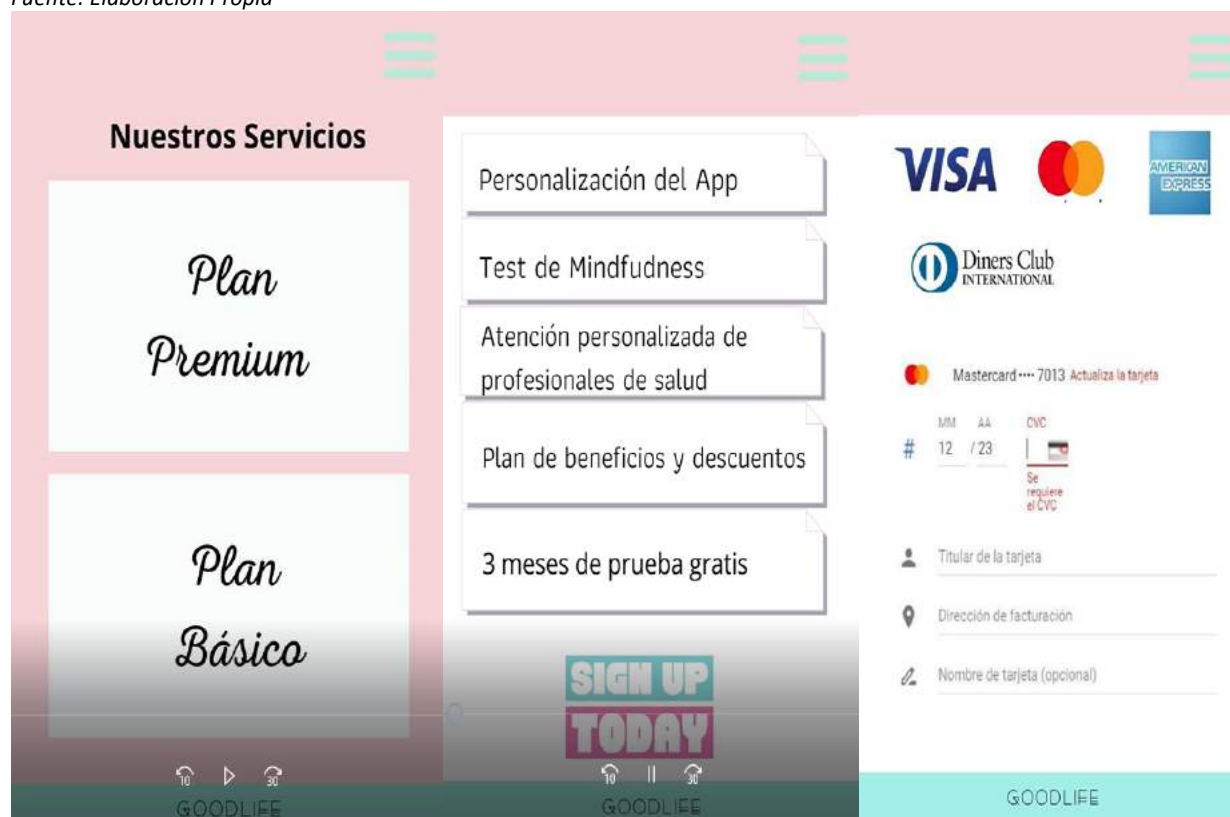 Fuente: Elaboración Propia
Nuestros Servicios
Plan
Premium
Plan
Básico
10
30
GOODLIFE
Personalización del App
Test de Mindfudness
Atención personalizada de
profesionales de salud
Plan de beneficios y descuentos
3 meses de prueba gratis
SIGN UP
TODAY
10
30
GOODLIFE
VISA
AMERICAN
EXPRESS
Diners Club
INTERNATIONAL
Mastercard •••• 7013 Actualiza la tarjeta
MM AA CVC
# 12 / 23
Se
requiere
el CVC
Titular de la tarjeta
Dirección de facturación
Nombre de tarjeta (opcional)
GOODLIFE